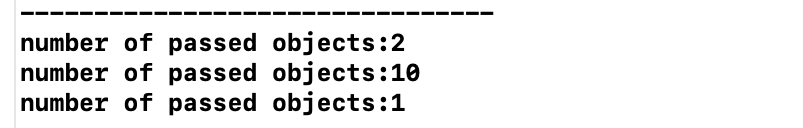 --------------------------------
number of passed objects:2
number of passed objects:10
number of passed objects:1